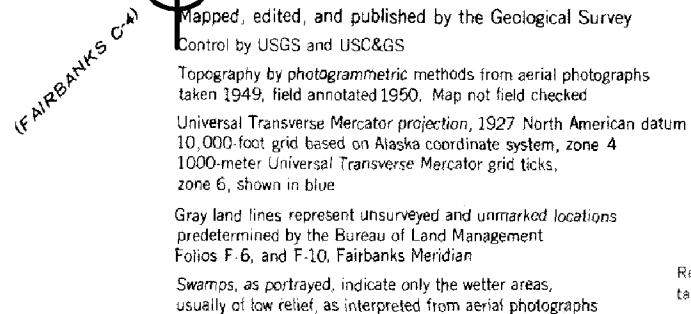 (FAIRBANKS C-4)
Mapped, edited, and published by the Geological Survey
Control by USGS and USC&GS
Topography by photogrammetric methods from aerial photographs
taken 1949, field annotated 1950. Map not field checked
Universal Transverse Mercator projection, 1927 North American datum
10,000-foot grid based on Alaska coordinate system, zone 4
1000-meter Universal Transverse Mercator grid ticks,
zone 6, shown in blue
Gray land lines represent unsurveyed and unmarked locations
predetermined by the Bureau of Land Management
Folios F-6, and F-10, Fairbanks Meridian
Swamps, as portrayed, indicate only the wetter areas,
usually of low relief, as interpreted from aerial photographs